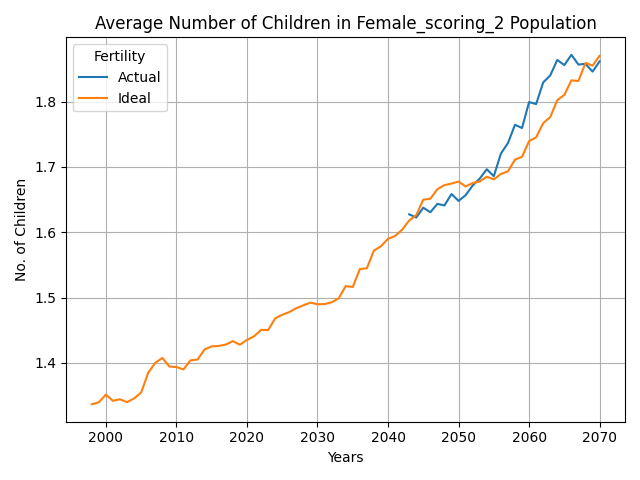 Average Number of Children in Female_scoring_2 Population
Fertility
Actual
Ideal
No. of Children
1.8
1.7
1.6
1.5
1.4
2000 2010 2020 2030 2040 2050 2060 2070
Years